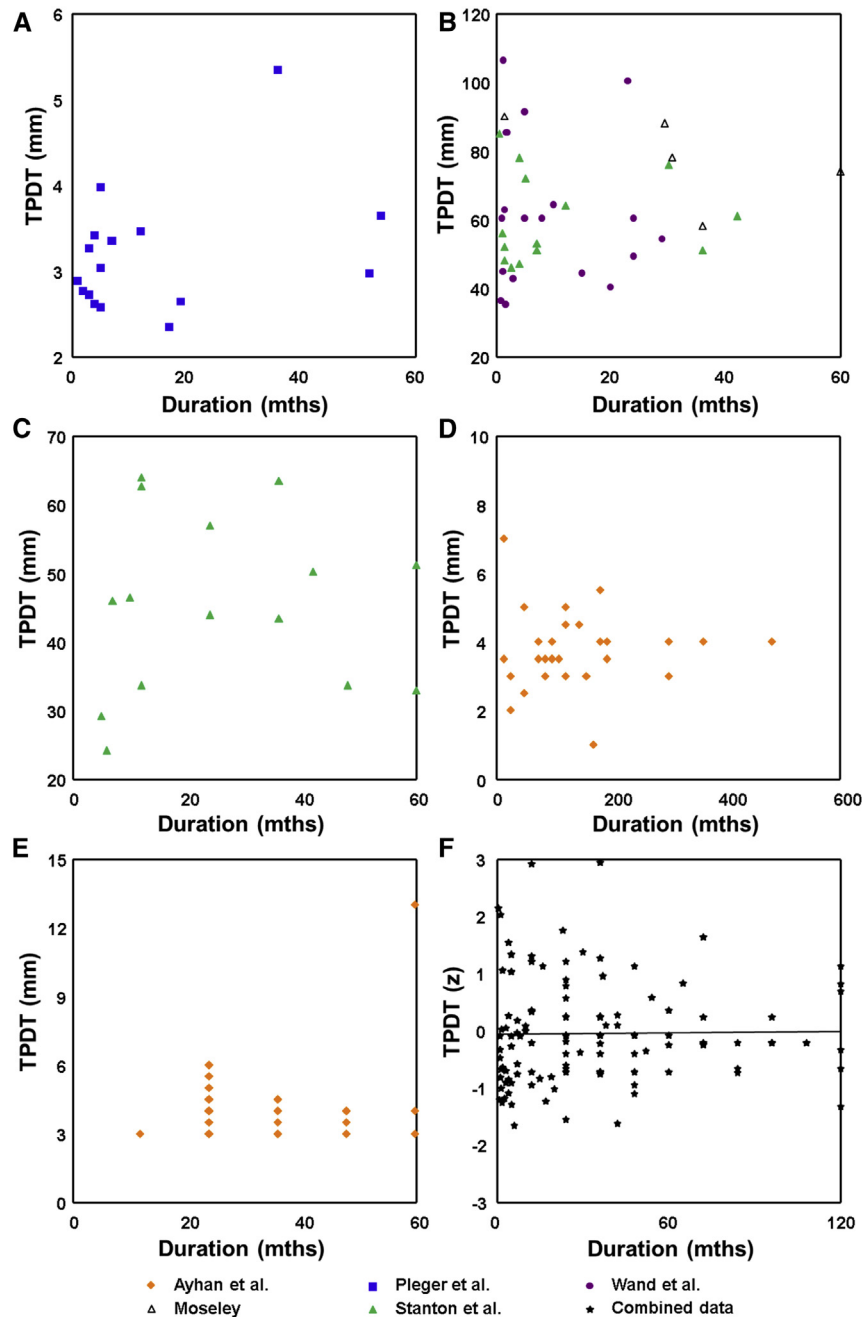 A
6
5
4
3
2
TPDT (mm)
0
20
40
60
Duration (mths)
B
120
100
80
60
40
20
TPDT (mm)
0
20
40
60
Duration (mths)
C
70
60
50
40
30
20
TPDT (mm)
0
20
40
60
Duration (mths)
D
10
8
6
4
2
0
TPDT (mm)
0
200
400
600
Duration (mths)
E
15
12
9
6
3
0
TPDT (mm)
0
20
40
60
Duration (mths)
F
3
2
1
0
-1
-2
-3
TPDT (z)
0
60
120
Duration (mths)
Ayhan et al.
Pleger et al.
Wand et al.
Moseley
Stanton et al.
Combined data